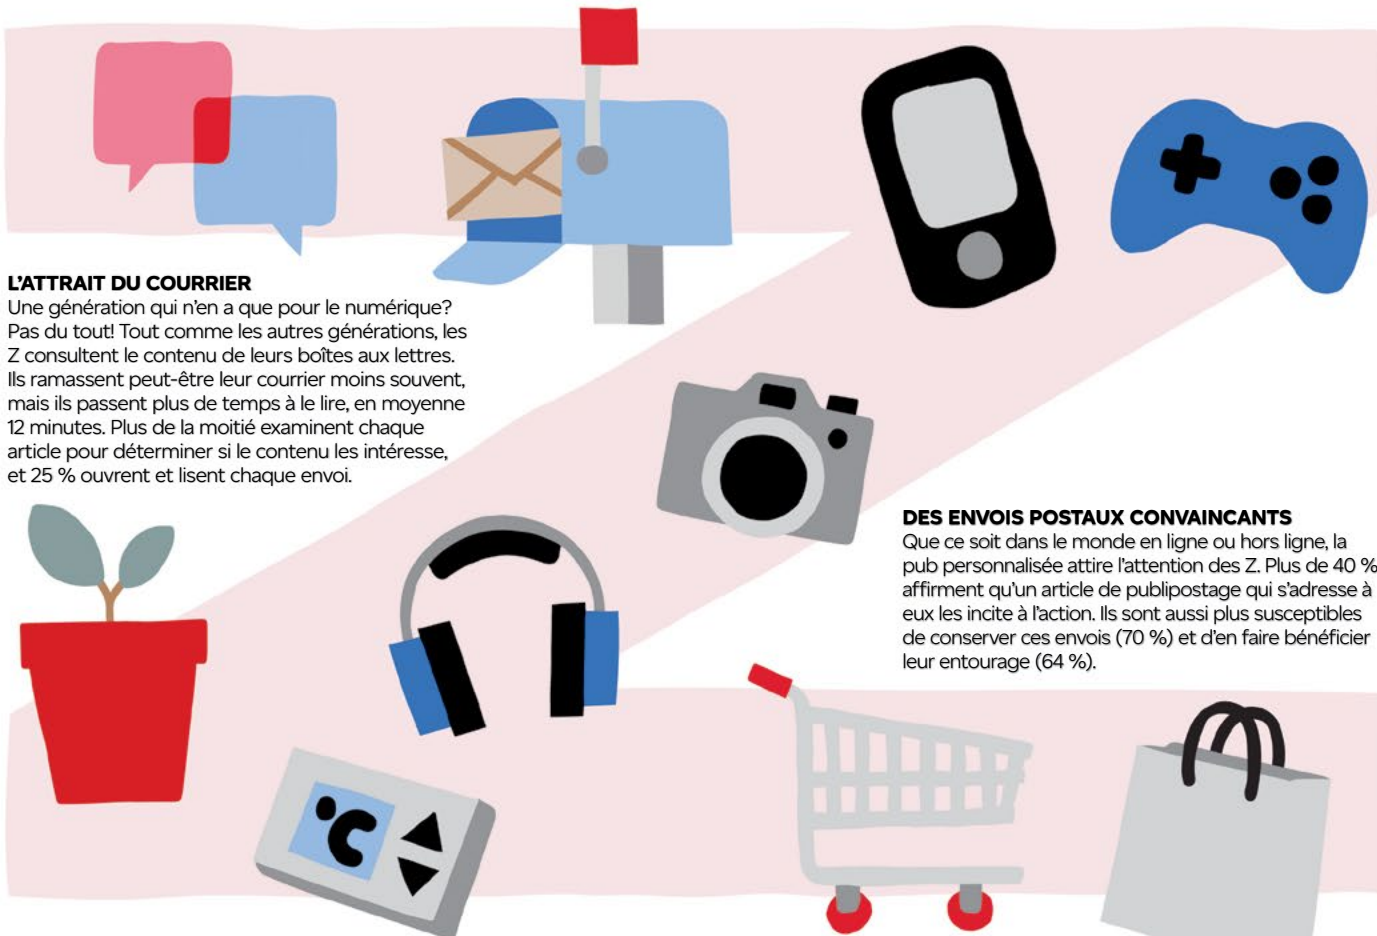 L'ATTRAIT DU COURRIER
Une génération qui n'en a que pour le numérique?
Pas du tout! Tout comme les autres générations, les
Z consultent le contenu de leurs boîtes aux lettres.
Ils ramassent peut-être leur courrier moins souvent,
mais ils passent plus de temps à le lire, en moyenne
12 minutes. Plus de la moitié examinent chaque
article pour déterminer si le contenu les intéresse,
et 25 % ouvrent et lisent chaque envoi.
DES ENVOIS POSTAUX CONVAINCANTS
Que ce soit dans le monde en ligne ou hors ligne, la
pub personnalisée attire l'attention des Z. Plus de 40 %
affirment qu'un article de publipostage qui s'adresse à
eux les incite à l'action. Ils sont aussi plus susceptibles
de conserver ces envois (70 %) et d'en faire bénéficier
leur entourage (64 %).
°C